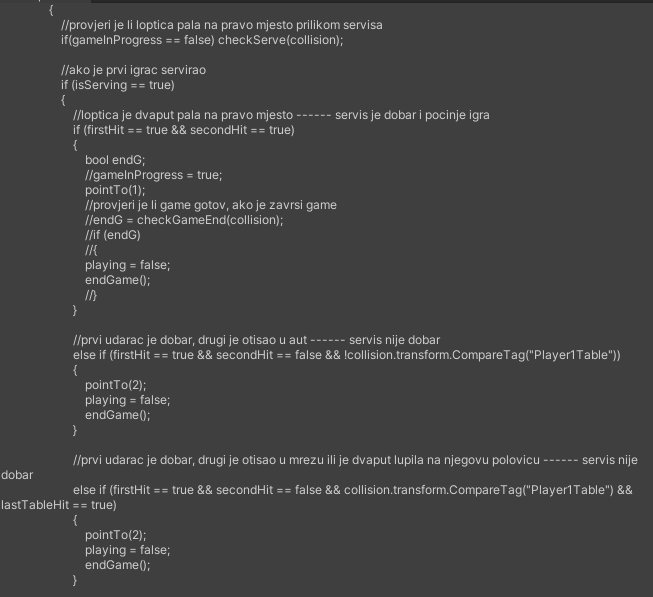 {
//provjeri je li loptica pala na pravo mjesto prilikom servisa
if(gameInProgress == false) checkServe(collision);
//ako je prvi igrac servirao
if (isServing == true)
{
//loptica je dvaput pala na pravo mjesto ------ servis je dobar i pocinje igra
if (firstHit == true && secondHit == true)
{
bool endG;
//gameInProgress = true;
pointTo(1);
//provjeri je li game gotov, ako je zavrsi game
//endG = checkGameEnd(collision);
//if (endG)
//{
playing = false;
endGame();
//}
}
//prvi udarac je dobar, drugi je otisao u aut ------ servis nije dobar
else if (firstHit == true && secondHit == false && !collision.transform.CompareTag("Player1Table"))
{
pointTo(2);
playing = false;
endGame();
}
//prvi udarac je dobar, drugi je otisao u mrezu ili je dvaput lupila na njegovu polovicu ------ servis nije
dobar
else if (firstHit == true && secondHit == false && collision.transform.CompareTag("Player1Table") &&
lastTableHit == true)
{
pointTo(2);
playing = false;
endGame();
}